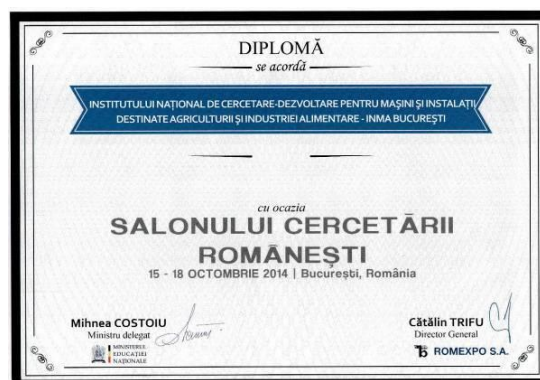 DIPLOMĂ
se acordă
INSTITUTULUI NAȚIONAL DE CERCETARE-DEZVOLTARE PENTRU MAȘINI ȘI INSTALAȚII
DESTINATE AGRICULTURII ȘI INDUSTRIEI ALIMENTARE - INMA BUCUREȘTI
cu ocazia
SALONULUI CERCETĂRII
ROMÂNEȘTI
15 - 18 OCTOMBRIE 2014 | București, România
Mihnea COSTOIU
Ministru delegat
MINISTERUL
EDUCAȚIEI
NAȚIONALE
Cătălin TRIFU
Director General
ROMEXPO S.A.